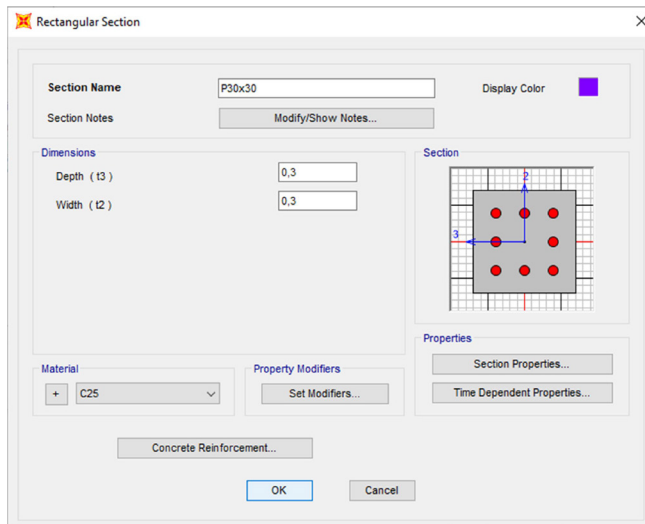 Rectangular Section
Section Name
P30x30
Display Color
Section Notes
Modify/Show Notes...
Dimensions
Depth ( t3 )
0,3
Width ( t2 )
0,3
Section
2
3
Properties
Section Properties...
Time Dependent Properties...
Material
+
C25
Property Modifiers
Set Modifiers...
Concrete Reinforcement...
OK
Cancel